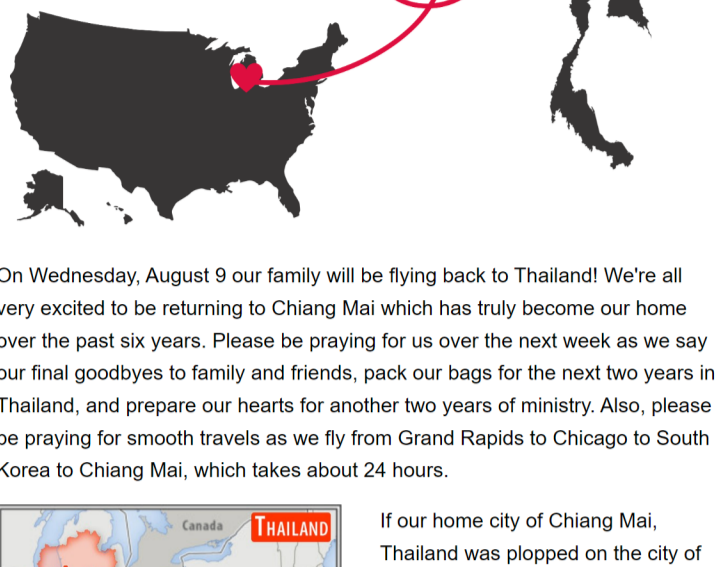 On Wednesday, August 9 our family will be flying back to Thailand! We're all
very excited to be returning to Chiang Mai which has truly become our home
over the past six years. Please be praying for us over the next week as we say
our final goodbyes to family and friends, pack our bags for the next two years in
Thailand, and prepare our hearts for another two years of ministry. Also, please
be praying for smooth travels as we fly from Grand Rapids to Chicago to South
Korea to Chiang Mai, which takes about 24 hours.
Canada
THAILAND
If our home city of Chiang Mai,
Thailand was plopped on the city of